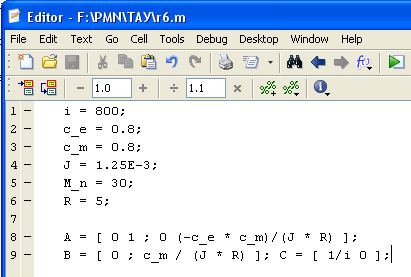 Editor - F:\PMN\TAY\r6.m
File Edit Text Go Cell Tools Debug Desktop Window Help
- 1.0 + ÷ 1.1 ×
1 - i = 800;
2 - c_e = 0.8;
3 - c_m = 0.8;
4 - J = 1.25E-3;
5 - M_n = 30;
6 - R = 5;
7
8 - A = [ 0 1 ; 0 (-c_e * c_m)/(J * R) ];
9 - B = [ 0 ; c_m / (J * R) ]; C = [ 1/i 0 ];